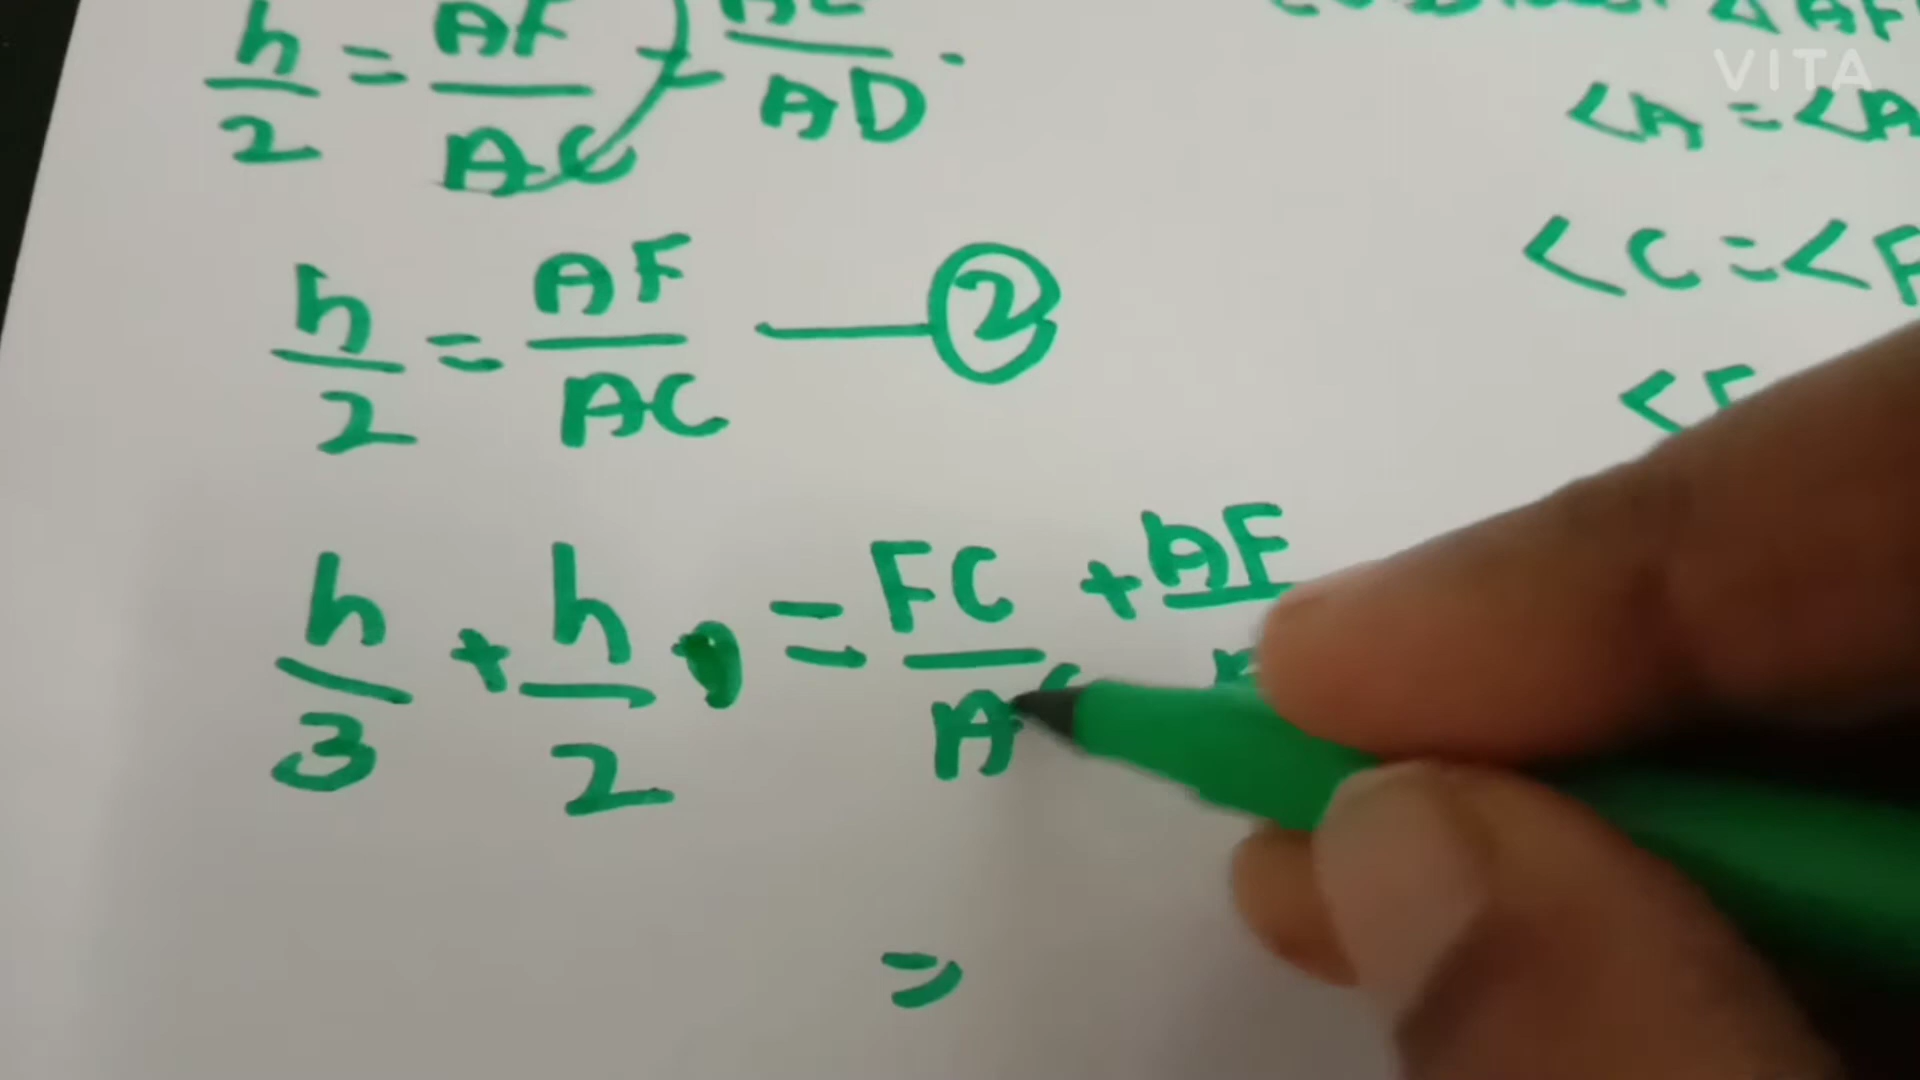 VITA
h/2 = AF/AC
AD
<A = <A
<C = <
h/2 = AF/AC — 2
h/3 + h/2 = FC/AC + AF/
=